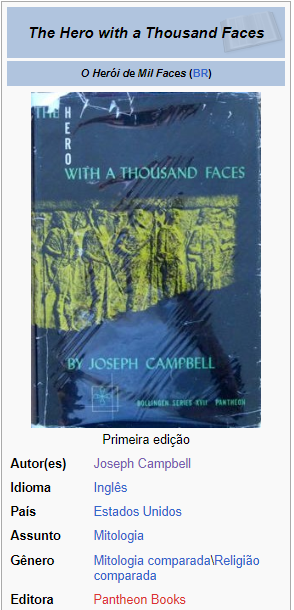 The Hero with a Thousand Faces
O Herói de Mil Faces (BR)
THE
HERO
WITH A THOUSAND FACES
BY JOSEPH CAMPBELL
BOLLINGEN SERIES XVII PANTHEON
Primeira edição
Autor(es) Joseph Campbell
Idioma Inglês
País Estados Unidos
Assunto Mitologia
Gênero Mitologia comparada\Religião
comparada
Editora Pantheon Books